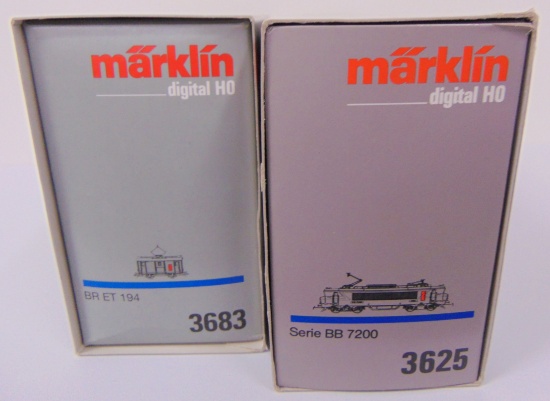 märklin
digital H0
BR ET 194
3683
märklin
digital H0
Serie BB 7200
3625